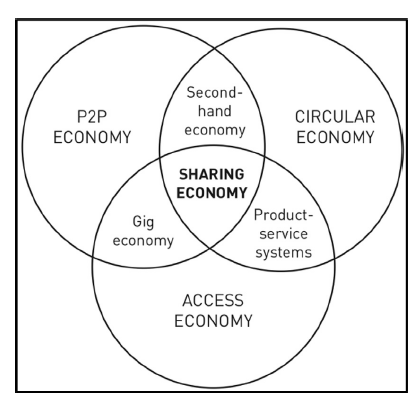 Second-
hand
economy
P2P
ECONOMY
CIRCULAR
ECONOMY
SHARING
ECONOMY
Gig
economy
Product-
service
systems
ACCESS
ECONOMY